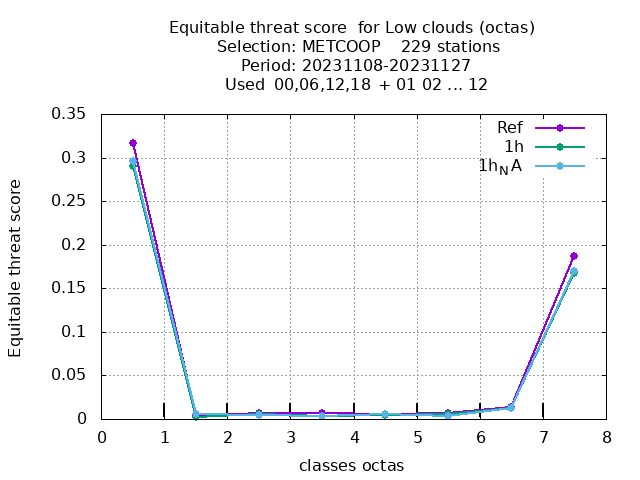 Equitable threat score  for Low clouds (octas)
Selection: METCOOP    229 stations
Period: 20231108-20231127
Used  00,06,12,18 + 01 02 ... 12
Equitable threat score
0.35
0.3
0.25
0.2
0.15
0.1
0.05
0
Ref
1h
1h_NA
0 1 2 3 4 5 6 7 8
classes octas